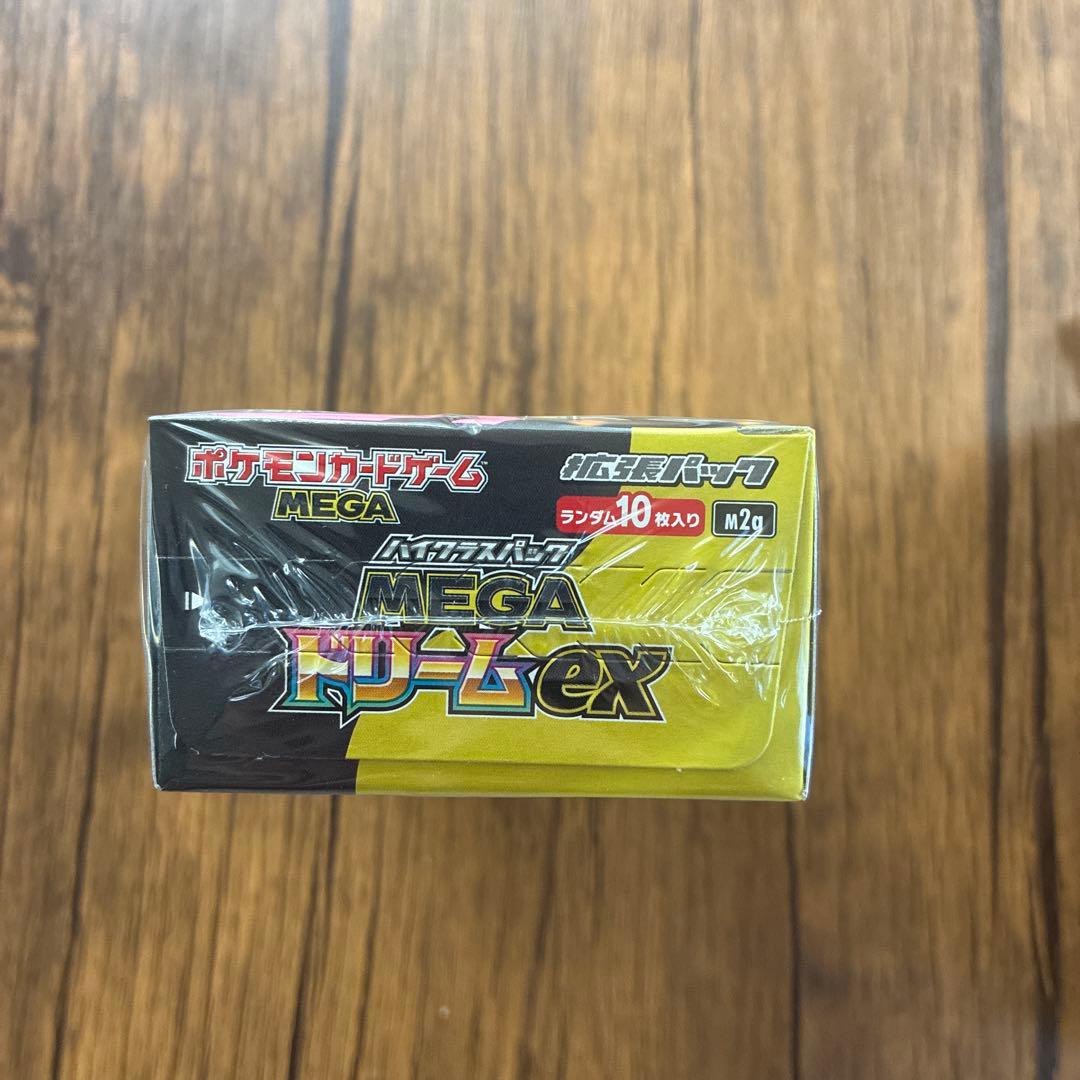 ポケモンカードゲーム™
MEGA
拡張パック
ランダム10枚入り
M2a
ハイクラスパック
MEGA
ドリームex